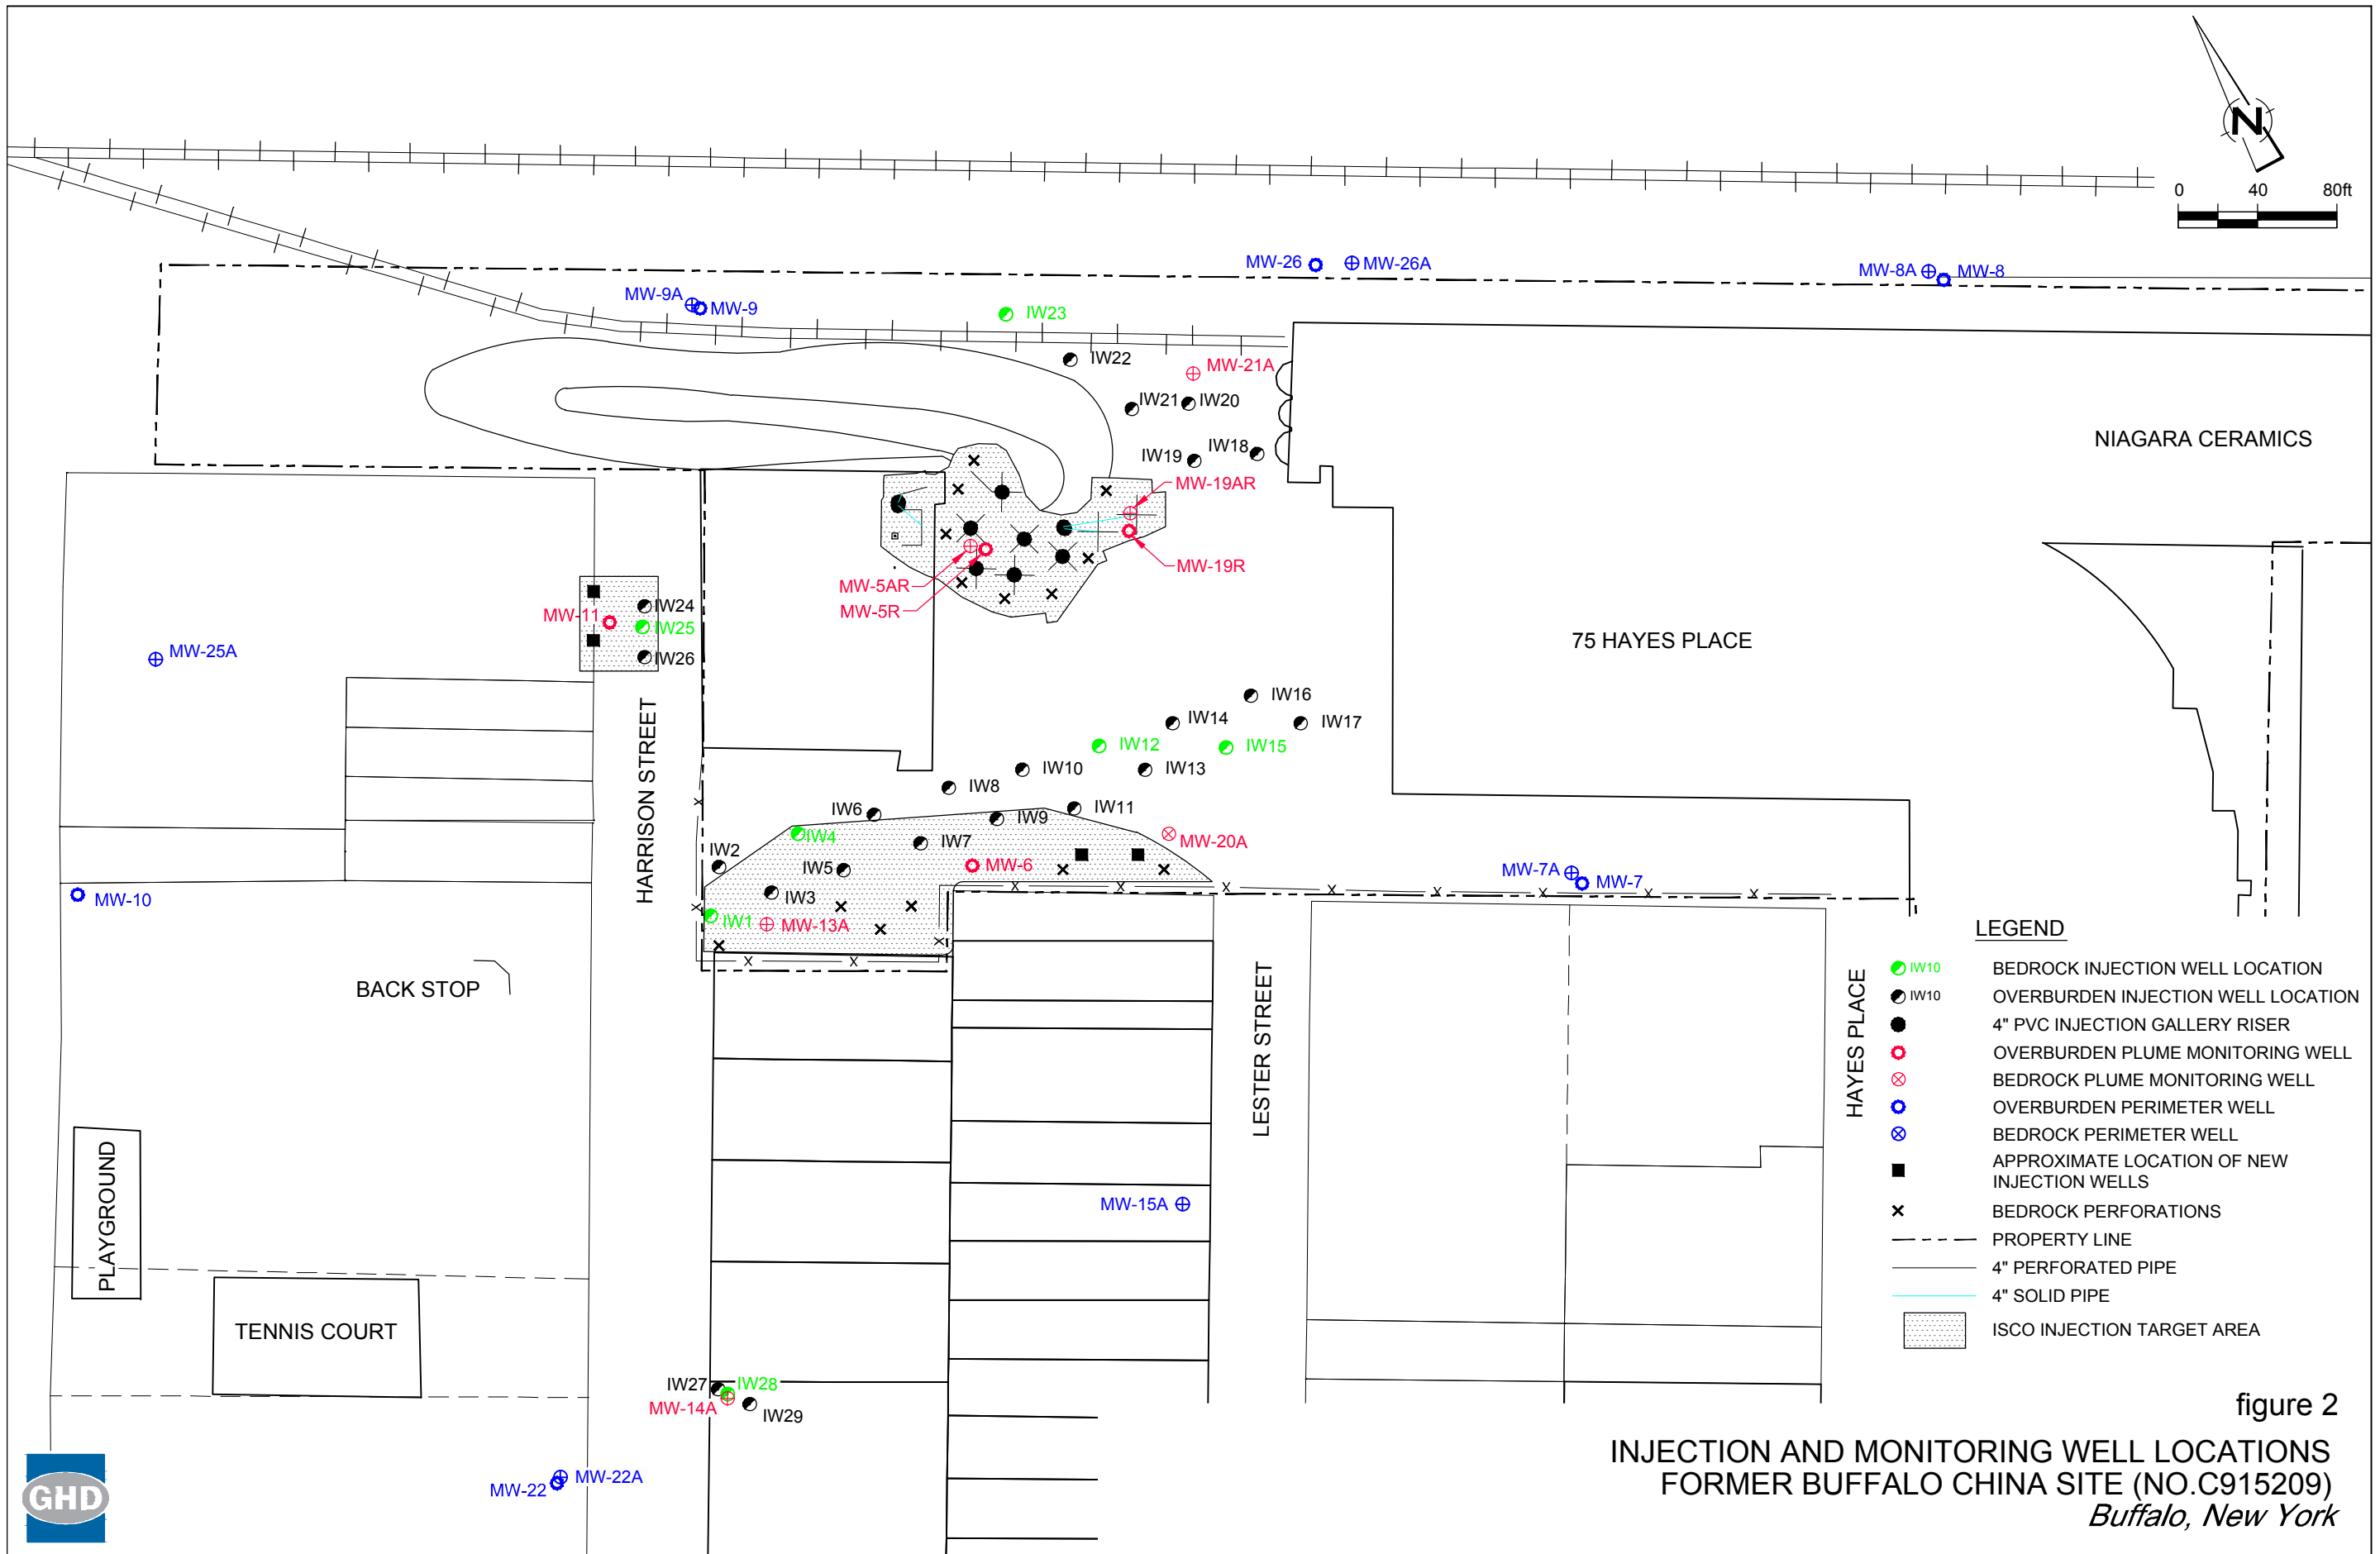 N
0 40 80ft
MW-26
MW-26A
MW-8A
MW-8
MW-9A
MW-9
IW23
IW22
MW-21A
IW21
IW20
NIAGARA CERAMICS
IW19
IW18
MW-19AR
MW-19R
MW-5AR
MW-5R
MW-11
IW24
IW25
IW26
MW-25A
75 HAYES PLACE
HARRISON STREET
IW16
IW14
IW17
IW12
IW15
IW10
IW13
IW8
IW6
IW11
IW9
IW4
IW7
MW-20A
IW2
IW5
MW-6
MW-7A
MW-7
MW-10
IW3
IW1
MW-13A
X
X
X
X
X
X
X
X
X
X
X
X
X
BACK STOP
LESTER STREET
HAYES PLACE
PLAYGROUND
MW-15A
TENNIS COURT
IW27
IW28
MW-14A
IW29
MW-22A
MW-22
LEGEND
IW10 BEDROCK INJECTION WELL LOCATION
IW10 OVERBURDEN INJECTION WELL LOCATION
4" PVC INJECTION GALLERY RISER
OVERBURDEN PLUME MONITORING WELL
BEDROCK PLUME MONITORING WELL
OVERBURDEN PERIMETER WELL
BEDROCK PERIMETER WELL
APPROXIMATE LOCATION OF NEW
INJECTION WELLS
BEDROCK PERFORATIONS
PROPERTY LINE
4" PERFORATED PIPE
4" SOLID PIPE
ISCO INJECTION TARGET AREA
figure 2
INJECTION AND MONITORING WELL LOCATIONS
FORMER BUFFALO CHINA SITE (NO.C915209)
Buffalo, New York
GHD